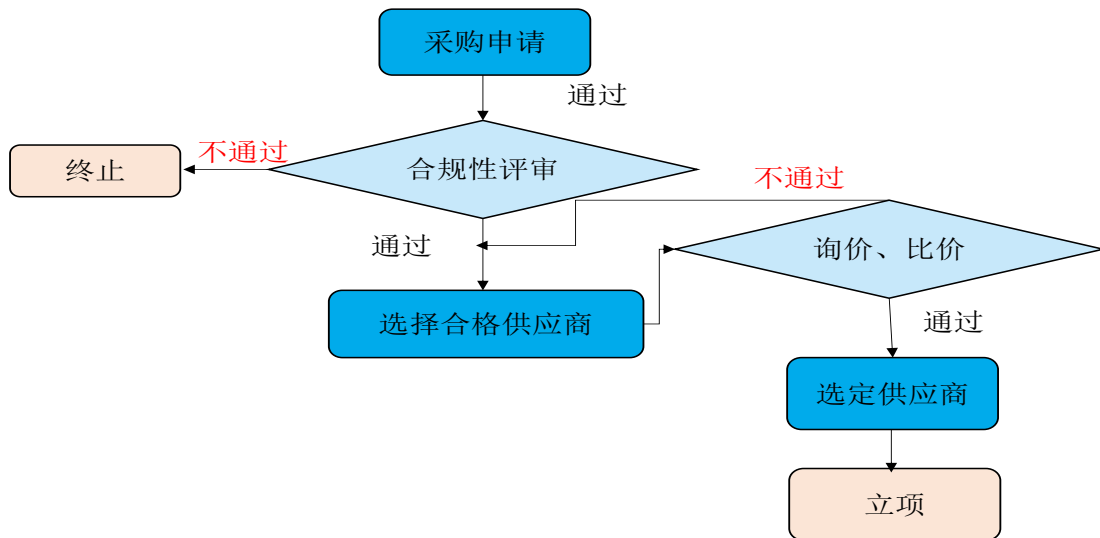 采购申请
通过
不通过
终止
合规性评审
不通过
通过
询价、比价
选择合格供应商
通过
选定供应商
立项